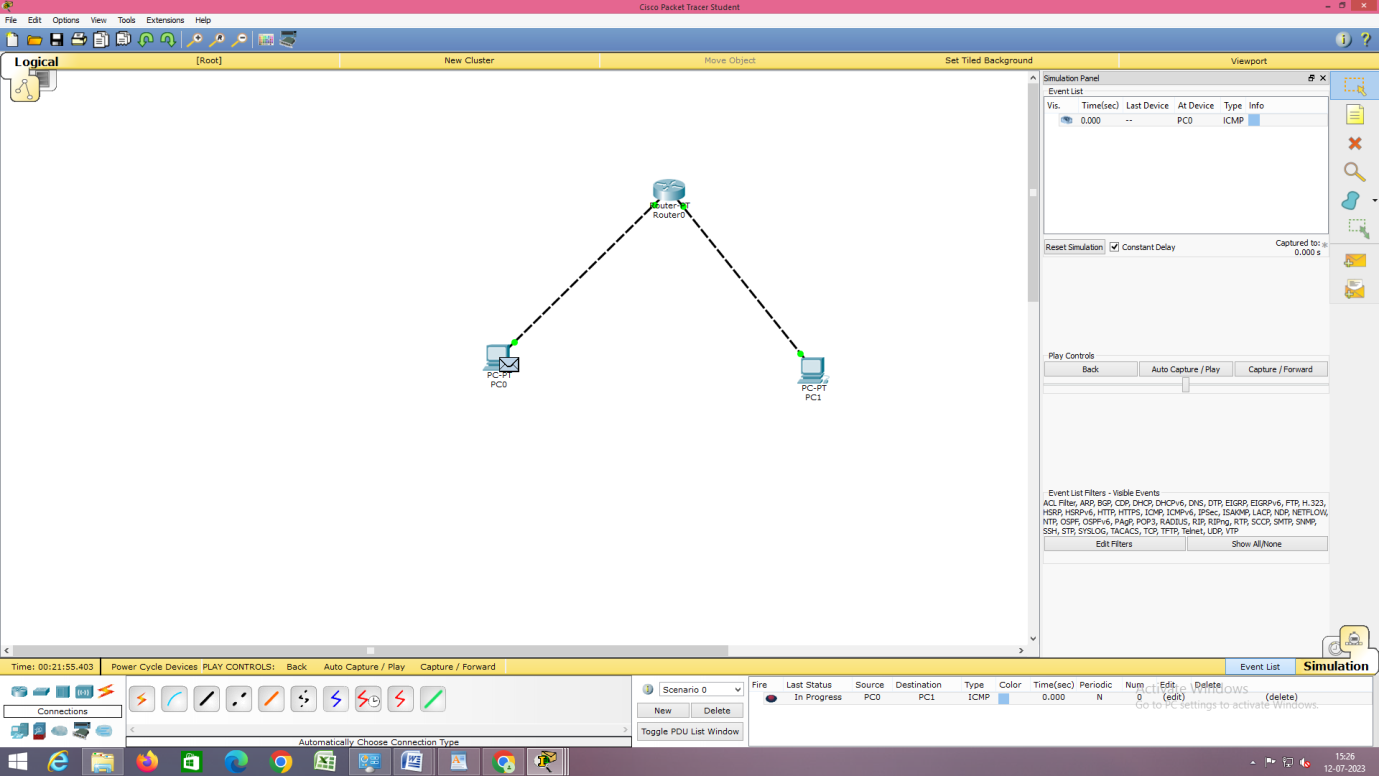 Cisco Packet Tracer Student
File Edit Options View Tools Extensions Help
Logical [Root] New Cluster Move Object Set Tiled Background Viewport
Simulation Panel
Event List
Vis. Time(sec) Last Device At Device Type Info
0.000 -- PC0 ICMP
Router-PT
Router0
PC-PT
PC0
PC-PT
PC1
Reset Simulation Constant Delay Captured to:
0.000 s
Play Controls
Back Auto Capture / Play Capture / Forward
Event List Filters - Visible Events
ACL Filter, ARP, BGP, CDP, DHCP, DHCPv6, DNS, DTP, EIGRP, EIGRPv6, FTP, H.323,
HSRP, HSRPv6, HTTP, HTTPS, ICMP, ICMPv6, IPSec, ISAKMP, LACP, NDP, NETFLOW,
NTP, OSPF, OSPFv6, PAgP, POP3, RADIUS, RIP, RIPng, RTP, SCCP, SMTP, SNMP,
SSH, STP, SYSLOG, TACACS, TCP, TFTP, Telnet, UDP, VTP
Edit Filters Show All/None
Time: 00:21:55.403 Power Cycle Devices PLAY CONTROLS: Back Auto Capture / Play Capture / Forward Event List Simulation
Connections
Automatically Choose Connection Type
Scenario 0
New Delete
Toggle PDU List Window
Fire Last Status Source Destination Type Color Time(sec) Periodic Num Edit Delete
In Progress PC0 PC1 ICMP 0.000 N 0 (edit) (delete)
Activate Windows
Go to PC settings to activate Windows.
15:26
12-07-2023